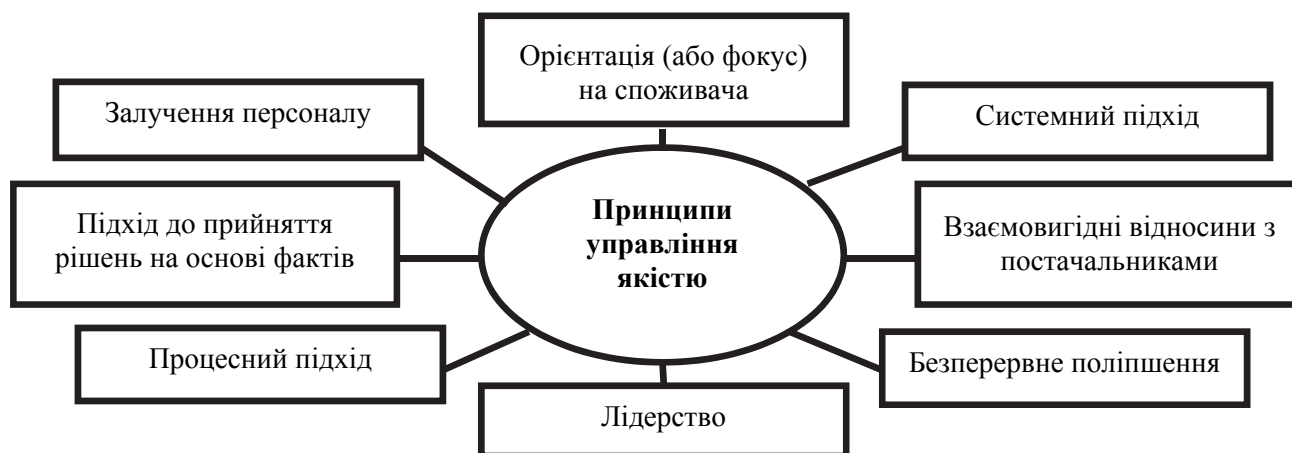 Орієнтація (або фокус)
на споживача
Залучення персоналу
Системний підхід
Принципи
управління
якістю
Підхід до прийняття
рішень на основі фактів
Взаємовигідні відносини з
постачальниками
Процесний підхід
Безперервне поліпшення
Лідерство